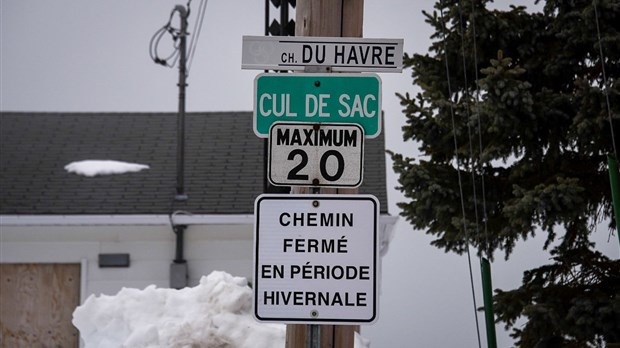 CH. DU HAVRE
CUL DE SAC
MAXIMUM
20
CHEMIN
FERMÉ
EN PÉRIODE
HIVERNALE